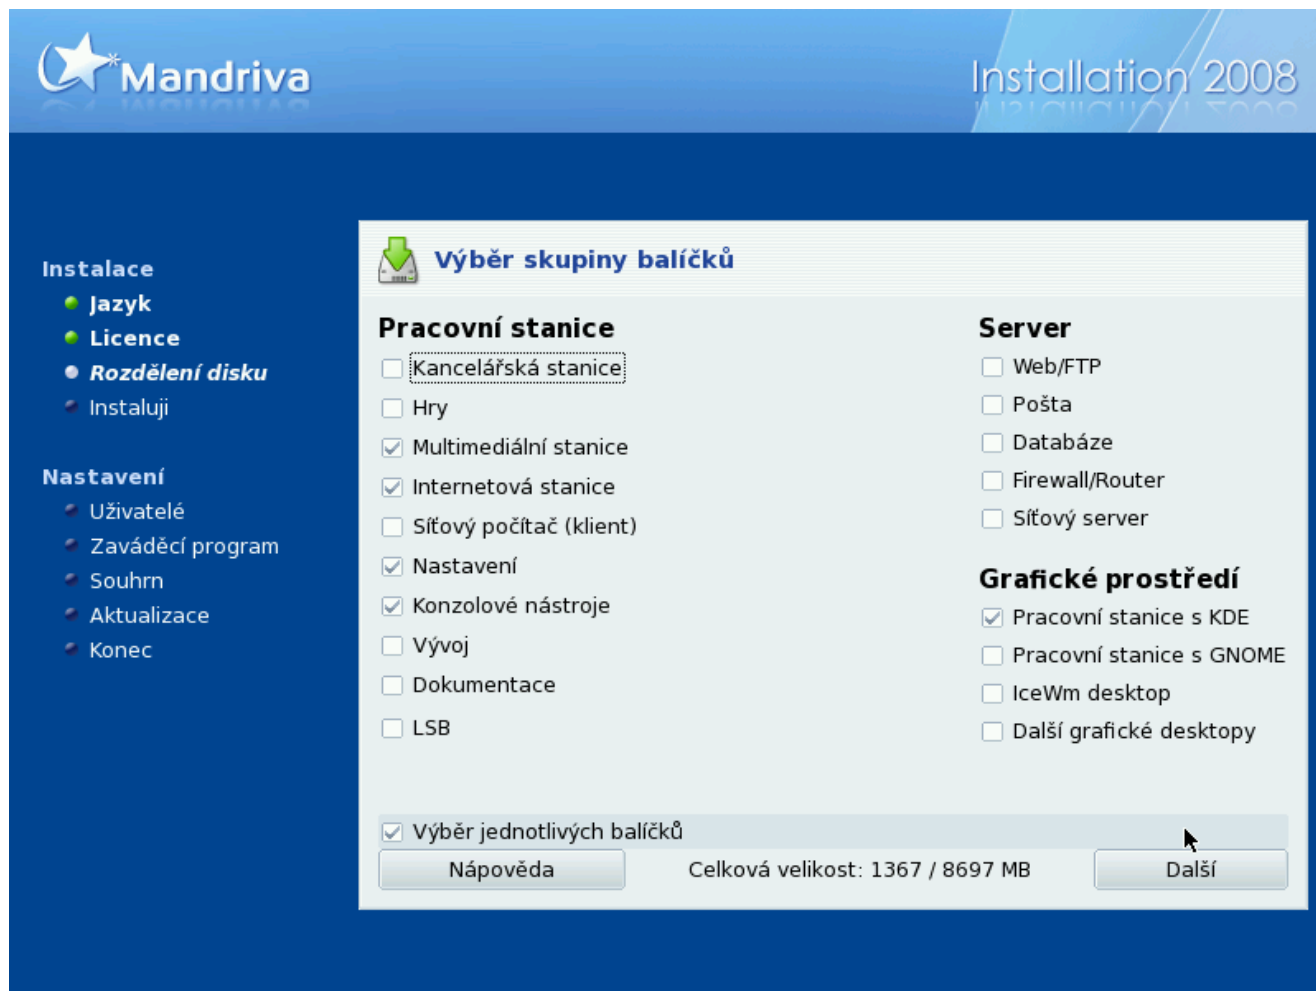 Mandriva
Installation 2008
Instalace
Jazyk
Licence
Rozdělení disku
Instaluji
Nastavení
Uživatelé
Zaváděcí program
Souhrn
Aktualizace
Konec
Výběr skupiny balíčků
Pracovní stanice
Kancelářská stanice
Hry
Multimediální stanice
Internetová stanice
Síťový počítač (klient)
Nastavení
Konzolové nástroje
Vývoj
Dokumentace
LSB
Server
Web/FTP
Pošta
Databáze
Firewall/Router
Síťový server
Grafické prostředí
Pracovní stanice s KDE
Pracovní stanice s GNOME
IceWm desktop
Další grafické desktopy
Výběr jednotlivých balíčků
Nápověda
Celková velikost: 1367 / 8697 MB
Další